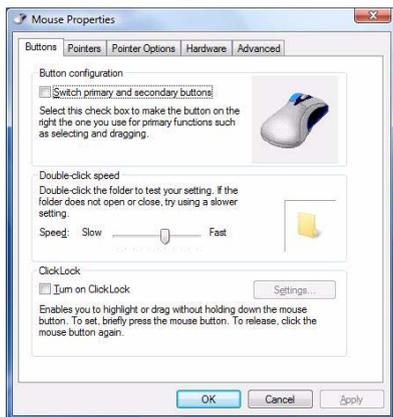 Mouse Properties
Buttons Pointers Pointer Options Hardware Advanced
Button configuration
Switch primary and secondary buttons
Select this check box to make the button on the
right the one you use for primary functions such
as selecting and dragging.
Double-click speed
Double-click the folder to test your setting. If the
folder does not open or close, try using a slower
setting.
Speed: Slow Fast
ClickLock
Turn on ClickLock Settings...
Enables you to highlight or drag without holding down the mouse
button. To set, briefly press the mouse button. To release, click the
mouse button again.
OK Cancel Apply